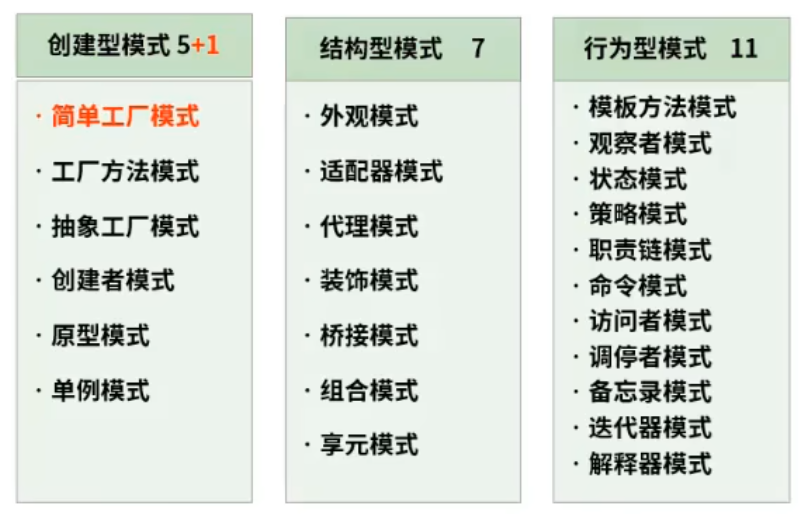 创建型模式 5+1
· 简单工厂模式
· 工厂方法模式
· 抽象工厂模式
· 创建者模式
· 原型模式
· 单例模式
结构型模式 7
· 外观模式
· 适配器模式
· 代理模式
· 装饰模式
· 桥接模式
· 组合模式
· 享元模式
行为型模式 11
· 模板方法模式
· 观察者模式
· 状态模式
· 策略模式
· 职责链模式
· 命令模式
· 访问者模式
· 调停者模式
· 备忘录模式
· 迭代器模式
· 解释器模式